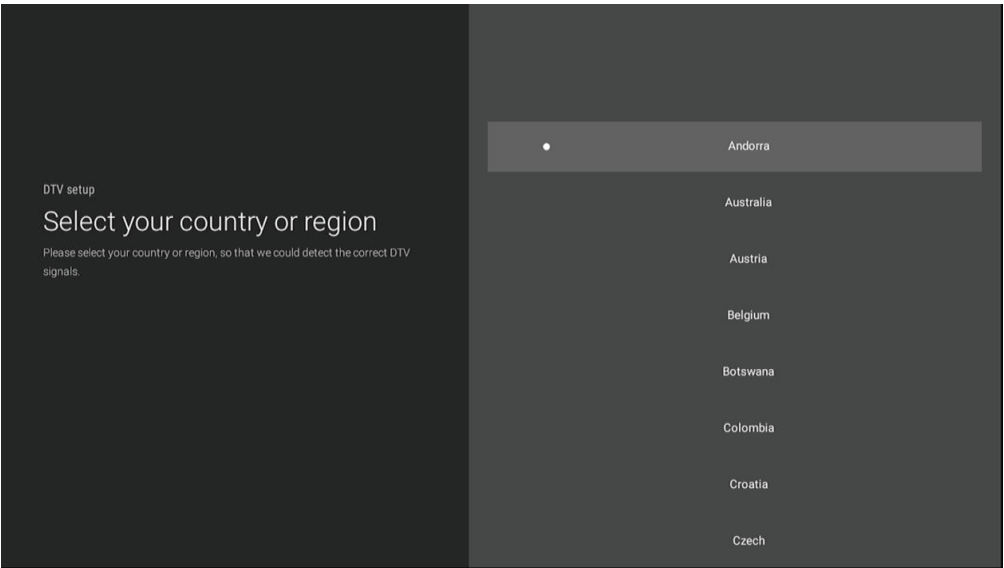 DTV setup
Select your country or region
Please select your country or region, so that we could detect the correct DTV
signals.
Andorra
Australia
Austria
Belgium
Botswana
Colombia
Croatia
Czech